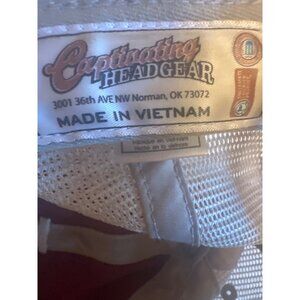 Captivating
HEADGEAR
3001 36th AVE NW Norman, OK 73072
MADE IN VIETNAM